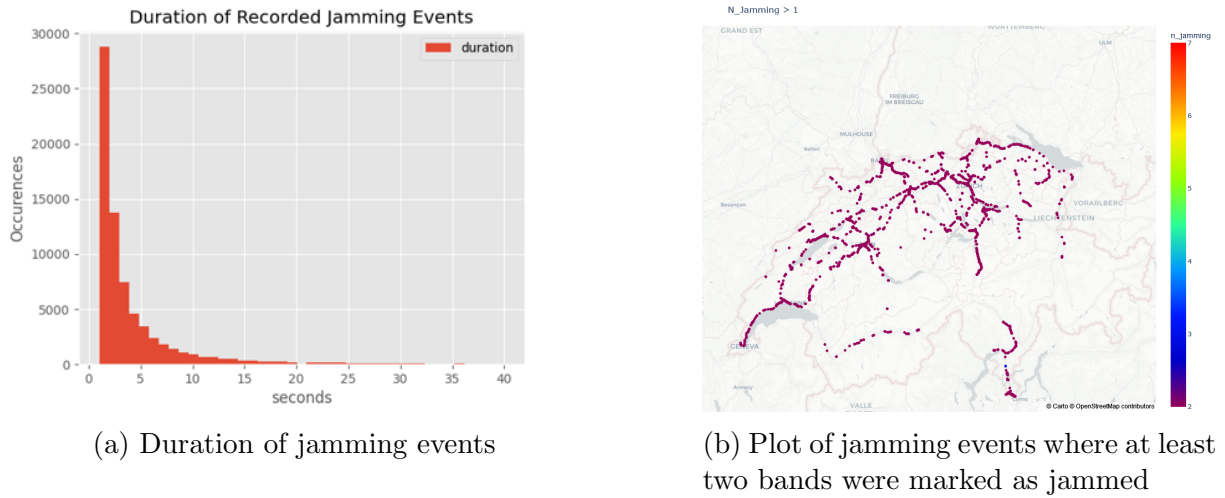 Duration of Recorded Jamming Events
duration
Occurences
30000
25000
20000
15000
10000
5000
0
0 5 10 15 20 25 30 35 40
seconds
(a) Duration of jamming events
N_Jamming > 1
n_jamming
7
6
5
4
3
2
GRAND EST
WÜRTTEMBERG
ULM
FREIBURG
IM BREISGAU
MULHOUSE
Belfort
Besançon
VORARLBERG
LIECHTENSTEIN
GENEVA
Annecy
VALLE
Como
© Carto © OpenStreetMap contributors
(b) Plot of jamming events where at least
two bands were marked as jammed